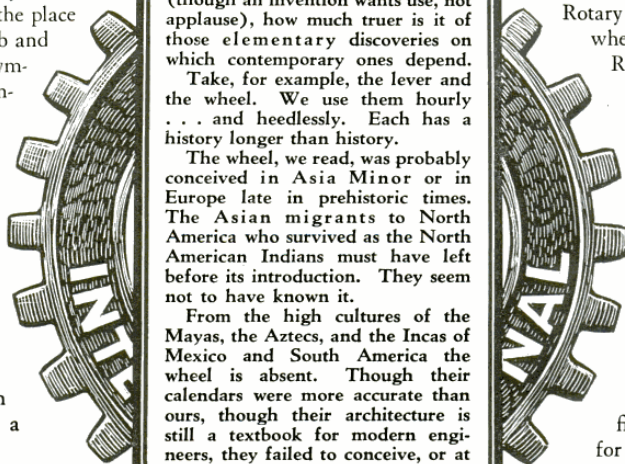 the place
b and
ym-
n-
n
a
(though an invention wants use, not
applause), how much truer is it of
those elementary discoveries on
which contemporary ones depend.
Take, for example, the lever and
the wheel. We use them hourly
. . . and heedlessly. Each has a
history longer than history.
The wheel, we read, was probably
conceived in Asia Minor or in
Europe late in prehistoric times.
The Asian migrants to North
America who survived as the North
American Indians must have left
before its introduction. They seem
not to have known it.
From the high cultures of the
Mayas, the Aztecs, and the Incas of
Mexico and South America the
wheel is absent. Though their
calendars were more accurate than
ours, though their architecture is
still a textbook for modern engi-
neers, they failed to conceive, or at
INTE
NAL
Rotary
whe
R
fi
for